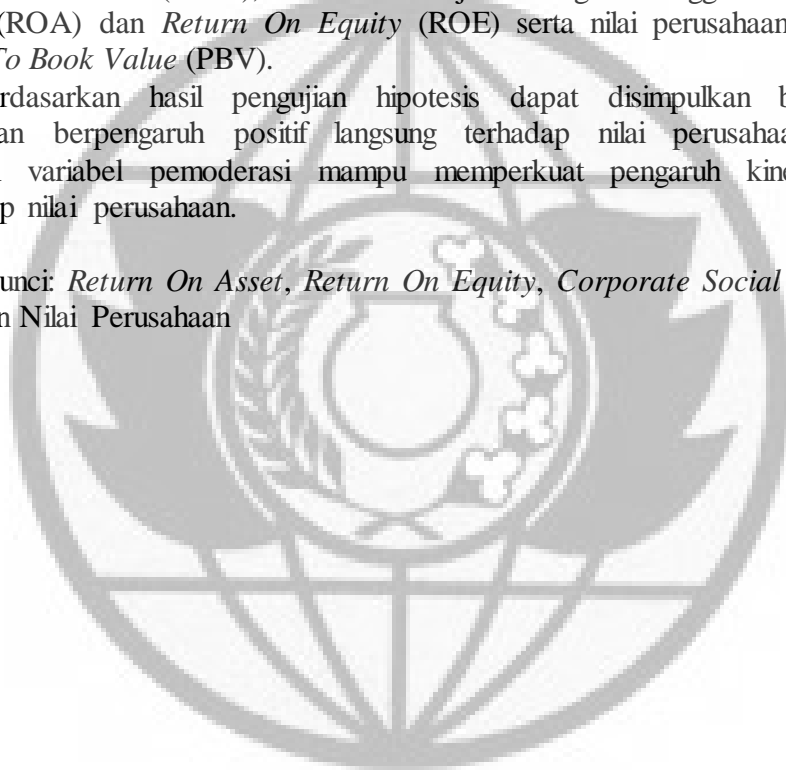 (ROA) dan Return On Equity (ROE) serta nilai perusahaan
To Book Value (PBV).
rdasarkan hasil pengujian hipotesis dapat disimpulkan b
an berpengaruh positif langsung terhadap nilai perusahaa
variabel pemoderasi mampu memperkuat pengaruh kine
p nilai perusahaan.
unci: Return On Asset, Return On Equity, Corporate Social
n Nilai Perusahaan